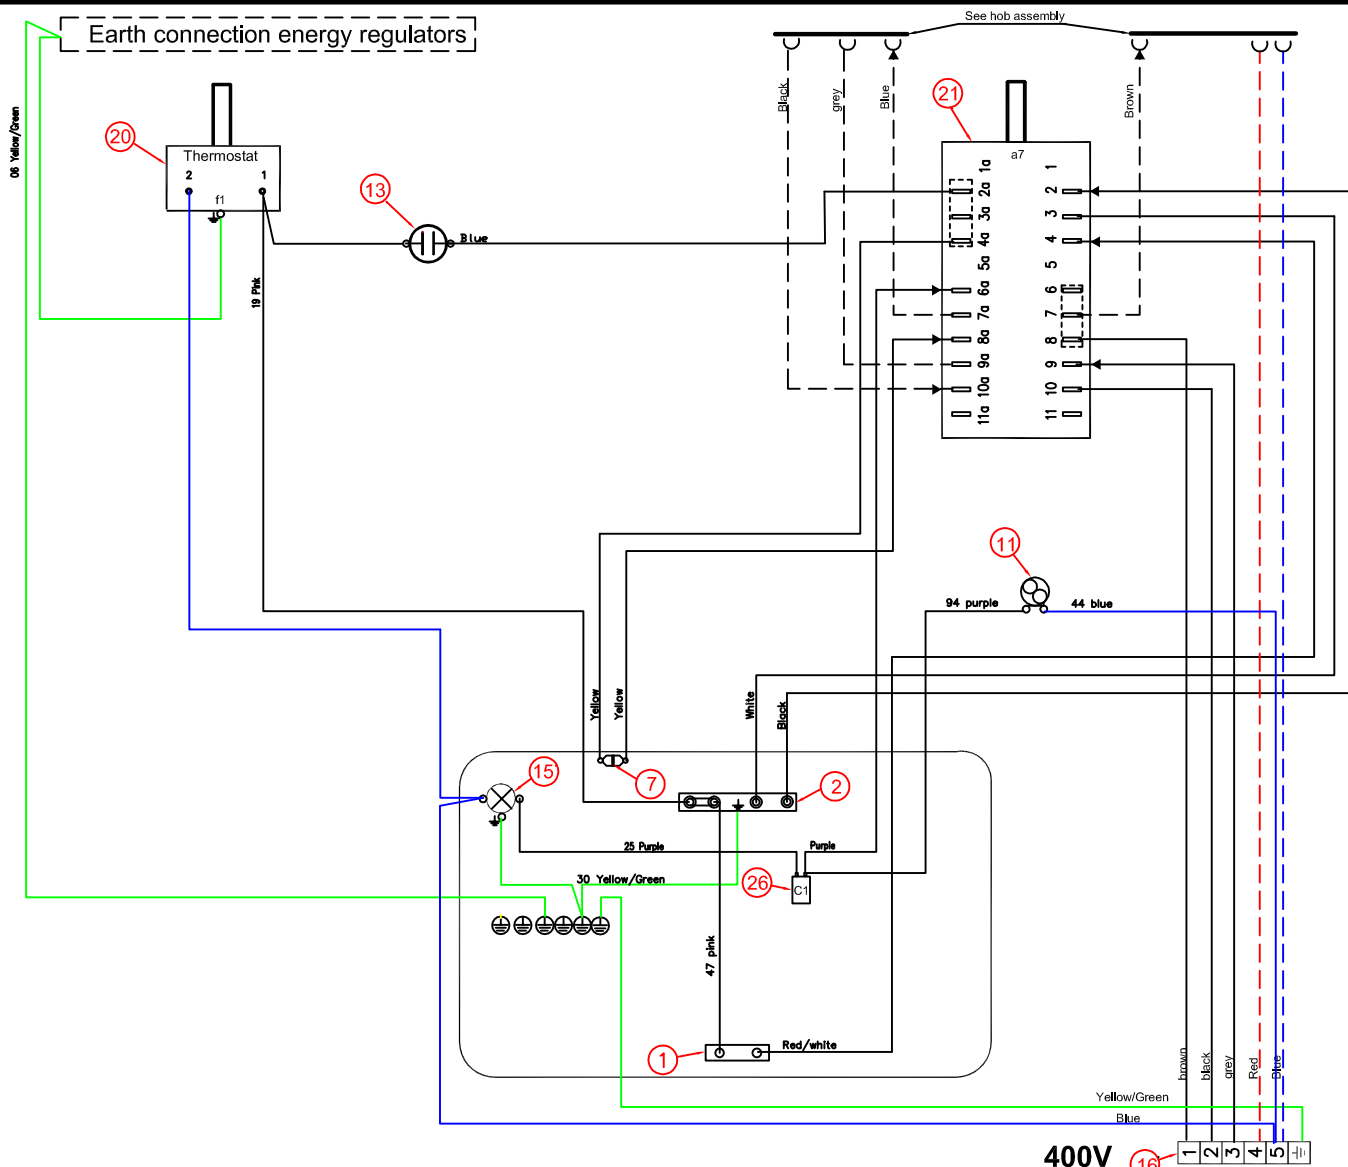 See hob assembly
Earth connection energy regulators
06 Yellow/Green
Black
grey
Blue
Brown
20
21
Thermostat
2
1
f1
a7
1a 1
2a 2
3a 3
4a 4
5a 5
6a 6
7a 7
8a 8
9a 9
10a 10
11a 11
13
Blue
19 Pink
11
94 purple
44 blue
Yellow
Yellow
White
Black
15
7
2
25 Purple
Purple
30 Yellow/Green
26
C1
47 pink
1
Red/white
brown
black
grey
Red
Blue
Yellow/Green
Blue
400V
16
1 2 3 4 5